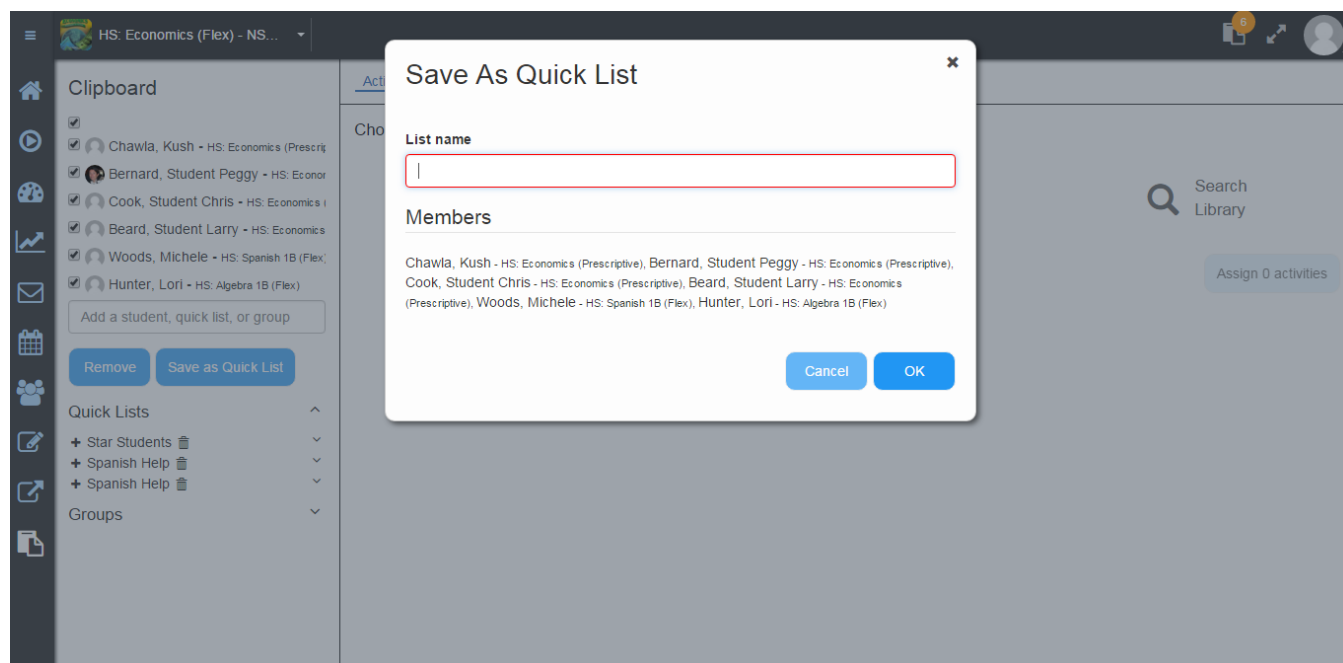 HS: Economics (Flex) - NS...
6
Clipboard
Chawla, Kush - HS: Economics (Prescrip
Bernard, Student Peggy - HS: Econor
Cook, Student Chris - HS: Economics (
Beard, Student Larry - HS: Economics
Woods, Michele - HS: Spanish 1B (Flex)
Hunter, Lori - HS: Algebra 1B (Flex)
Add a student, quick list, or group
Remove
Save as Quick List
Quick Lists
Star Students
Spanish Help
Spanish Help
Groups
Acti
Cho
Save As Quick List
List name
Members
Chawla, Kush - HS: Economics (Prescriptive), Bernard, Student Peggy - HS: Economics (Prescriptive),
Cook, Student Chris - HS: Economics (Prescriptive), Beard, Student Larry - HS: Economics
(Prescriptive), Woods, Michele - HS: Spanish 1B (Flex), Hunter, Lori - HS: Algebra 1B (Flex)
Cancel
OK
Search
Library
Assign 0 activities